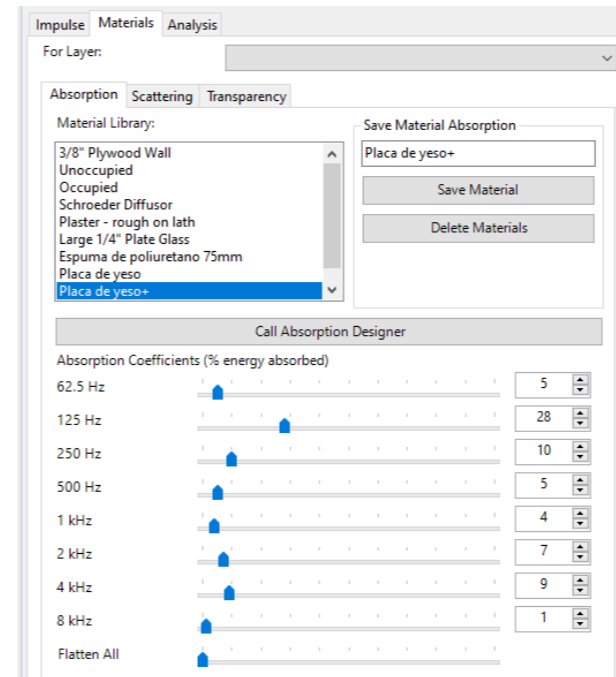 Impulse Materials Analysis
For Layer:
Absorption Scattering Transparency
Material Library:
3/8" Plywood Wall
Unoccupied
Occupied
Schroeder Diffusor
Plaster - rough on lath
Large 1/4" Plate Glass
Espuma de poliuretano 75mm
Placa de yeso
Placa de yeso+
Save Material Absorption
Placa de yeso+
Save Material
Delete Materials
Call Absorption Designer
Absorption Coefficients (% energy absorbed)
62.5 Hz 5
125 Hz 28
250 Hz 10
500 Hz 5
1 kHz 4
2 kHz 7
4 kHz 9
8 kHz 1
Flatten All